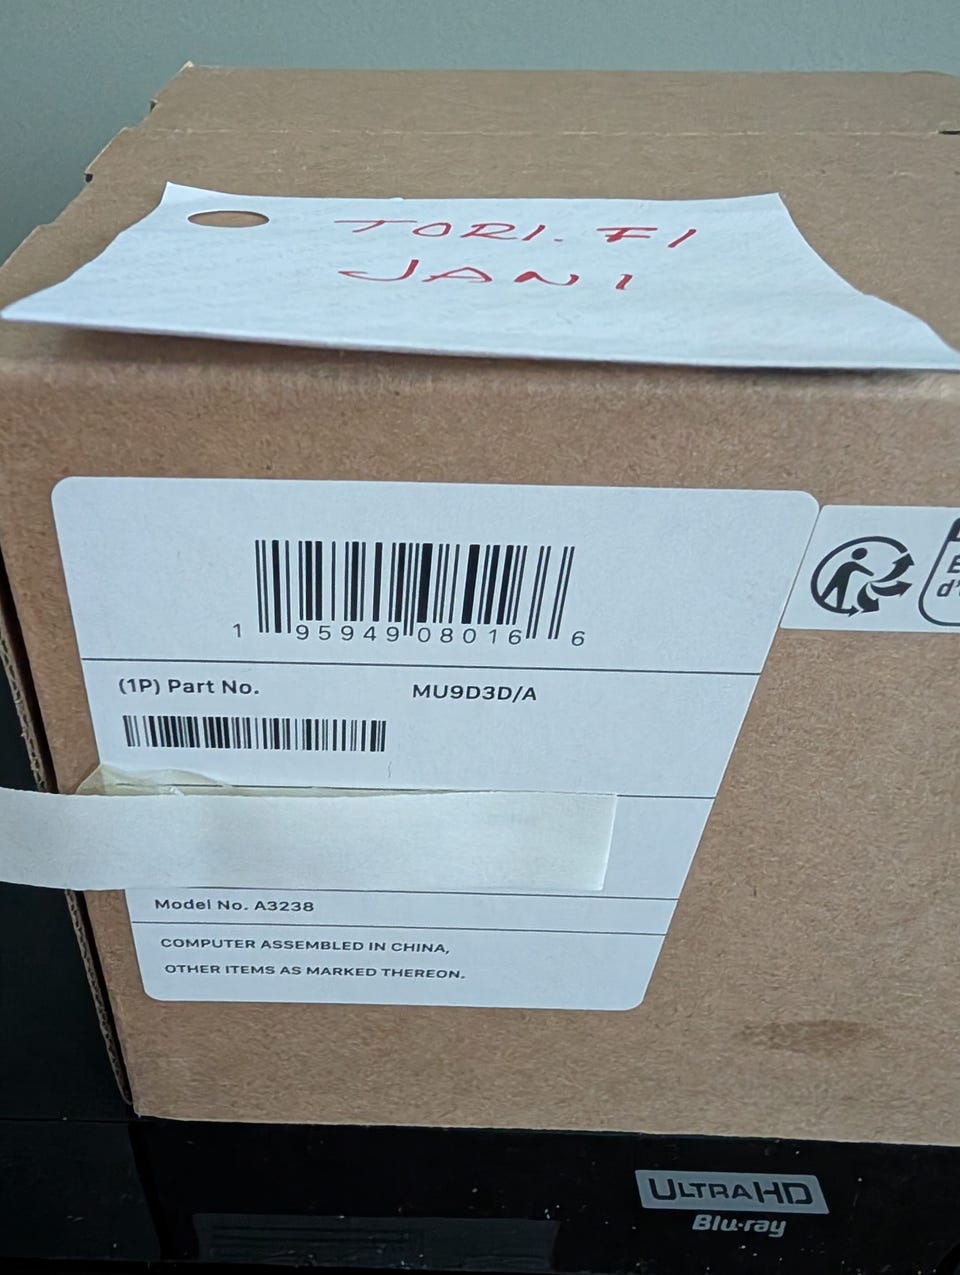 TORI.FI
JANI
1 95949 08016 6
(1P) Part No. MU9D3D/A
Model No. A3238
COMPUTER ASSEMBLED IN CHINA,
OTHER ITEMS AS MARKED THEREON.
ULTRA HD
Blu-ray